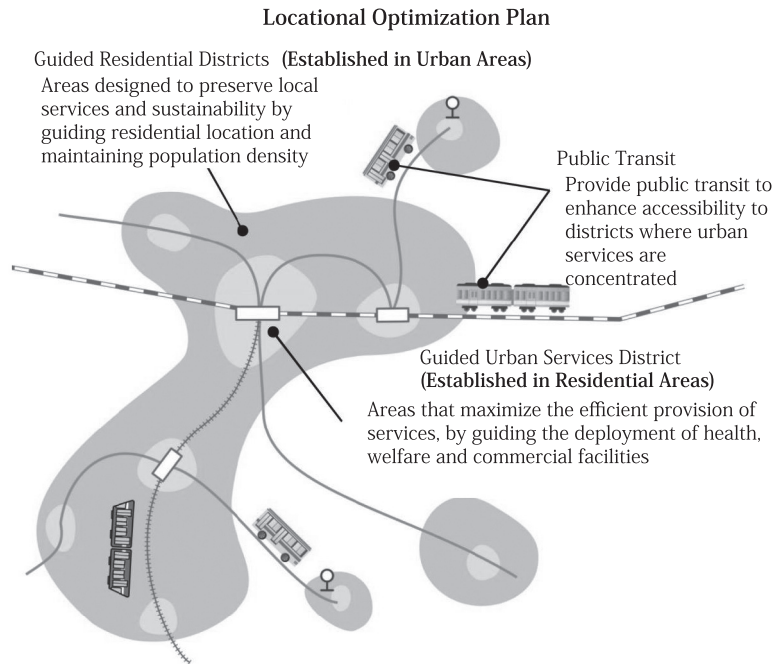 Locational Optimization Plan
Guided Residential Districts (Established in Urban Areas)
Areas designed to preserve local
services and sustainability by
guiding residential location and
maintaining population density
Public Transit
Provide public transit to
enhance accessibility to
districts where urban
services are
concentrated
Guided Urban Services District
(Established in Residential Areas)
Areas that maximize the efficient provision of
services, by guiding the deployment of health,
welfare and commercial facilities